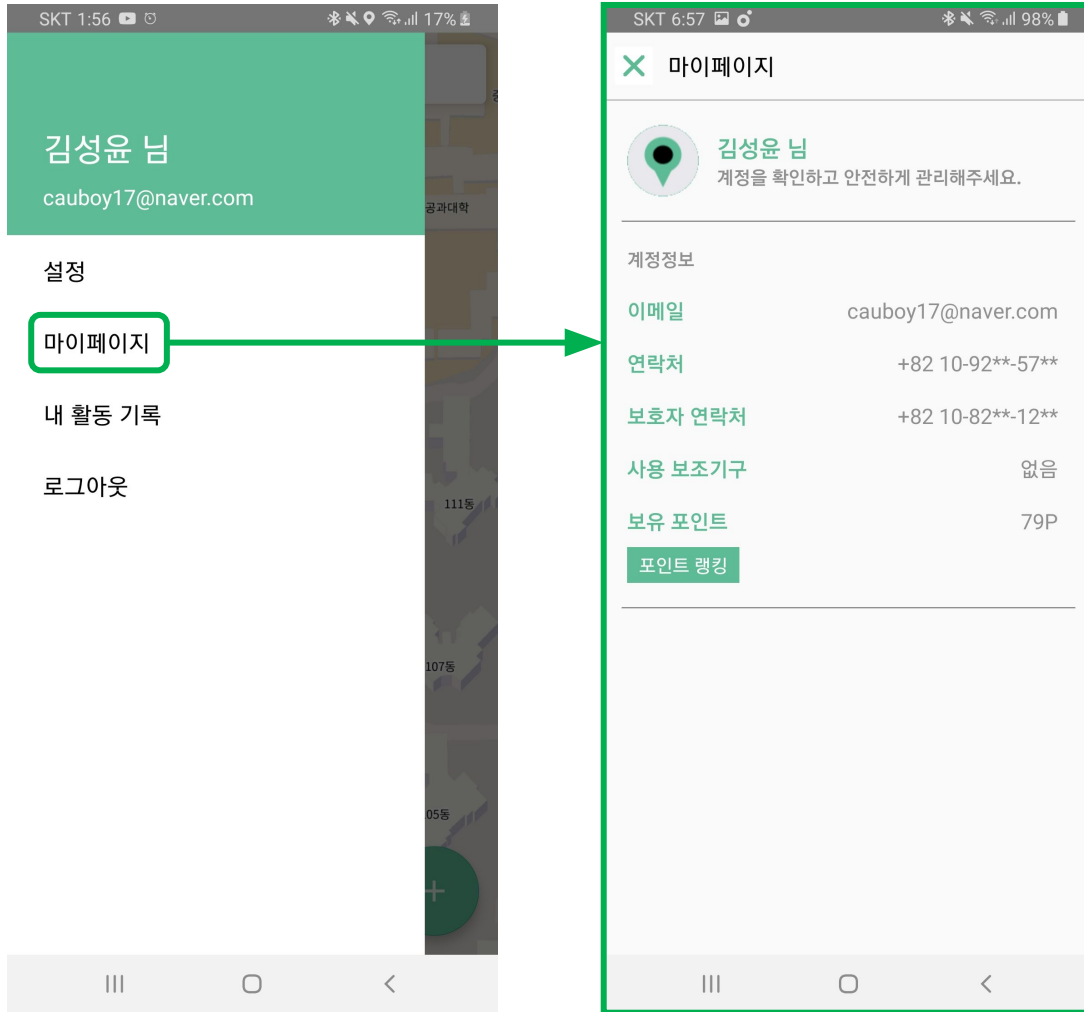 SKT 1:56
17%
김성윤 님
cauboy17@naver.com
설정
마이페이지
내 활동 기록
로그아웃
공과대학
111동
107동
05동
+
SKT 6:57
98%
마이페이지
김성윤 님
계정을 확인하고 안전하게 관리해주세요.
계정정보
이메일 cauboy17@naver.com
연락처 +82 10-92**-57**
보호자 연락처 +82 10-82**-12**
사용 보조기구 없음
보유 포인트 79P
포인트 랭킹